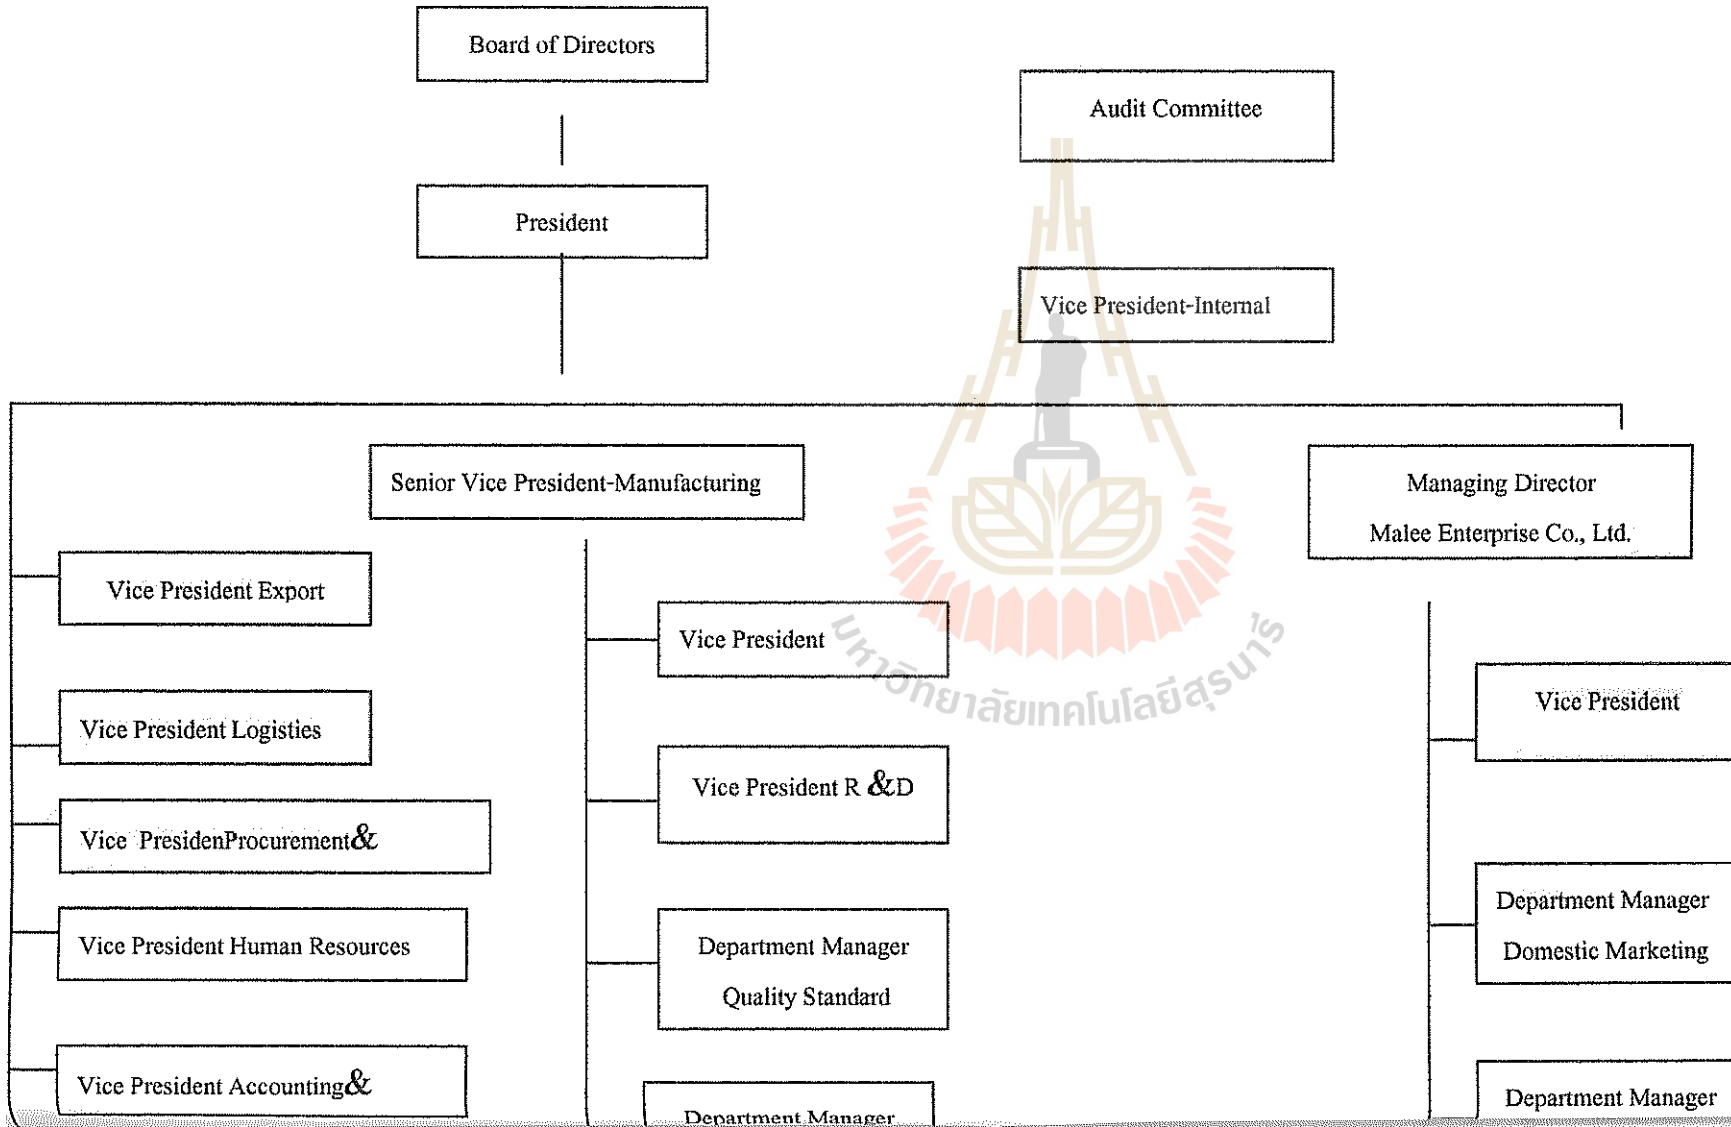 Board of Directors
Audit Committee
President
Vice President-Internal
Senior Vice President-Manufacturing
Managing Director
Malee Enterprise Co., Ltd.
Vice President Export
Vice President Logisties
Vice PresidenProcurement&
Vice President Human Resources
Vice President Accounting&
Vice President
Vice President R &D
Department Manager
Quality Standard
Department Manager
Vice President
Department Manager
Domestic Marketing
Department Manager
มหาวิทยาลัยเทคโนโลยีสุรนารี